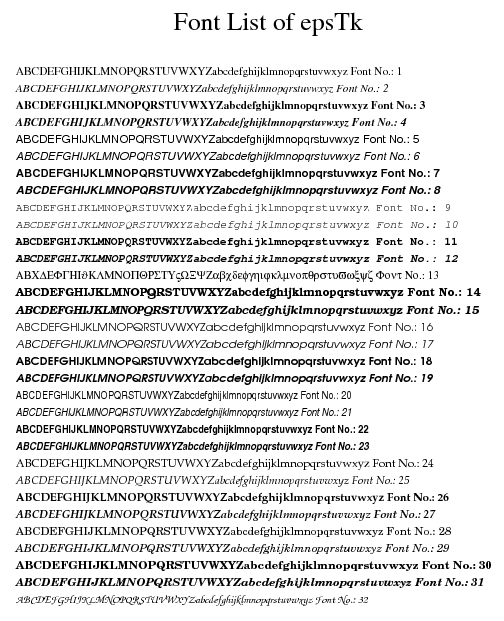 Font List of epsTk
ABCDEFGHIJKLMNOPQRSTUVWXYZabcdefghijklmnopqrstuvwxyz Font No.: 1
ABCDEFGHIJKLMNOPQRSTUVWXYZabcdefghijklmnopqrstuvwxyz Font No.: 2
ABCDEFGHIJKLMNOPQRSTUVWXYZabcdefghijklmnopqrstuvwxyz Font No.: 3
ABCDEFGHIJKLMNOPQRSTUVWXYZabcdefghijklmnopqrstuvwxyz Font No.: 4
ABCDEFGHIJKLMNOPQRSTUVWXYZabcdefghijklmnopqrstuvwxyz Font No.: 5
ABCDEFGHIJKLMNOPQRSTUVWXYZabcdefghijklmnopqrstuvwxyz Font No.: 6
ABCDEFGHIJKLMNOPQRSTUVWXYZabcdefghijklmnopqrstuvwxyz Font No.: 7
ABCDEFGHIJKLMNOPQRSTUVWXYZabcdefghijklmnopqrstuvwxyz Font No.: 8
ABCDEFGHIJKLMNOPQRSTUVWXYZabcdefghijklmnopqrstuvwxyz Font No.: 9
ABCDEFGHIJKLMNOPQRSTUVWXYZabcdefghijklmnopqrstuvwxyz Font No.: 10
ABCDEFGHIJKLMNOPQRSTUVWXYZabcdefghijklmnopqrstuvwxyz Font No.: 11
ABCDEFGHIJKLMNOPQRSTUVWXYZabcdefghijklmnopqrstuvwxyz Font No.: 12
ΑΒΧΔΕΦΓΗΙϑΚΛΜΝΟΠΘΡΣΤΥςΩΞΨΖαβχδεφγηιϕκλμνοπθρστυϖωξψζ Φοντ Νο.: 13
ABCDEFGHIJKLMNOPQRSTUVWXYZabcdefghijklmnopqrstuvwxyz Font No.: 14
ABCDEFGHIJKLMNOPQRSTUVWXYZabcdefghijklmnopqrstuvwxyz Font No.: 15
ABCDEFGHIJKLMNOPQRSTUVWXYZabcdefghijklmnopqrstuvwxyz Font No.: 16
ABCDEFGHIJKLMNOPQRSTUVWXYZabcdefghijklmnopqrstuvwxyz Font No.: 17
ABCDEFGHIJKLMNOPQRSTUVWXYZabcdefghijklmnopqrstuvwxyz Font No.: 18
ABCDEFGHIJKLMNOPQRSTUVWXYZabcdefghijklmnopqrstuvwxyz Font No.: 19
ABCDEFGHIJKLMNOPQRSTUVWXYZabcdefghijklmnopqrstuvwxyz Font No.: 20
ABCDEFGHIJKLMNOPQRSTUVWXYZabcdefghijklmnopqrstuvwxyz Font No.: 21
ABCDEFGHIJKLMNOPQRSTUVWXYZabcdefghijklmnopqrstuvwxyz Font No.: 22
ABCDEFGHIJKLMNOPQRSTUVWXYZabcdefghijklmnopqrstuvwxyz Font No.: 23
ABCDEFGHIJKLMNOPQRSTUVWXYZabcdefghijklmnopqrstuvwxyz Font No.: 24
ABCDEFGHIJKLMNOPQRSTUVWXYZabcdefghijklmnopqrstuvwxyz Font No.: 25
ABCDEFGHIJKLMNOPQRSTUVWXYZabcdefghijklmnopqrstuvwxyz Font No.: 26
ABCDEFGHIJKLMNOPQRSTUVWXYZabcdefghijklmnopqrstuvwxyz Font No.: 27
ABCDEFGHIJKLMNOPQRSTUVWXYZabcdefghijklmnopqrstuvwxyz Font No.: 28
ABCDEFGHIJKLMNOPQRSTUVWXYZabcdefghijklmnopqrstuvwxyz Font No.: 29
ABCDEFGHIJKLMNOPQRSTUVWXYZabcdefghijklmnopqrstuvwxyz Font No.: 30
ABCDEFGHIJKLMNOPQRSTUVWXYZabcdefghijklmnopqrstuvwxyz Font No.: 31
ABCDEFGHIJKLMNOPQRSTUVWXYZabcdefghijklmnopqrstuvwxyz Font No.: 32